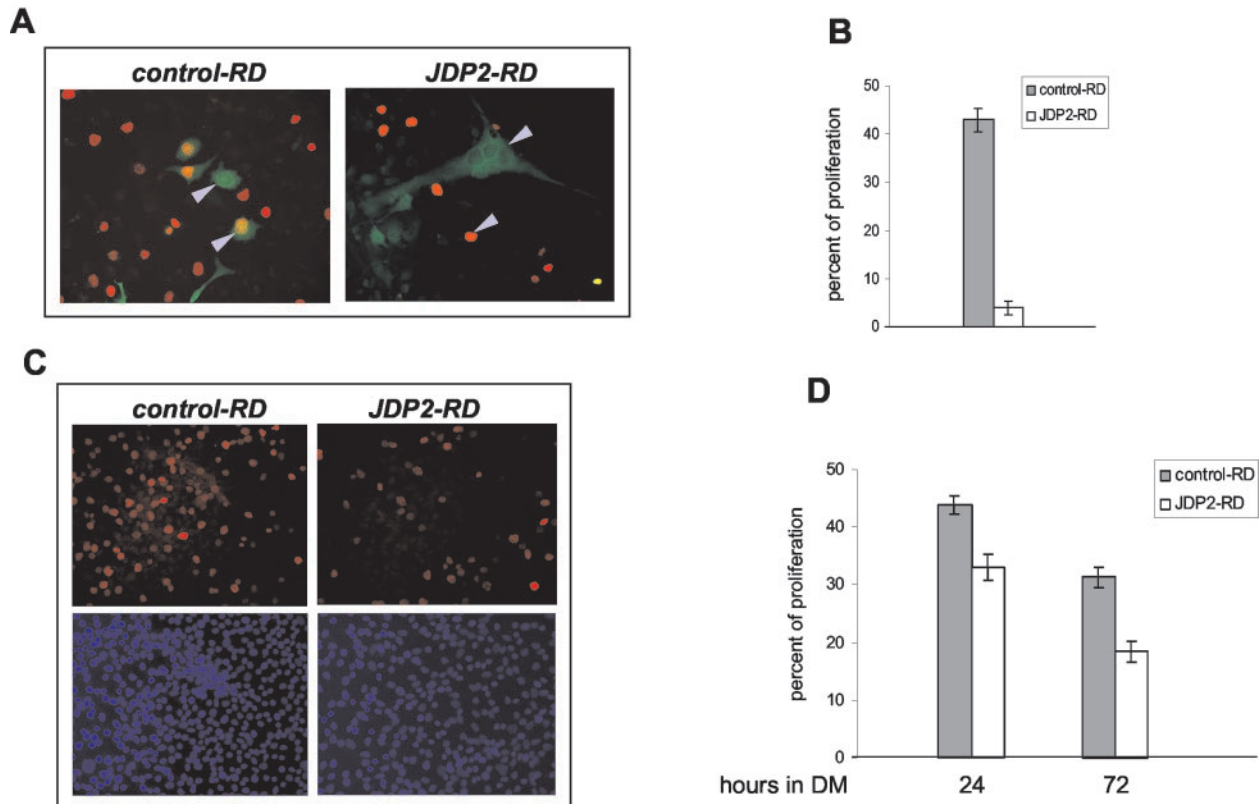 A
control-RD
JDP2-RD
B
50
40
30
20
10
0
percent of proliferation
control-RD
JDP2-RD
C
control-RD
JDP2-RD
D
50
40
30
20
10
0
percent of proliferation
control-RD
JDP2-RD
hours in DM
24
72